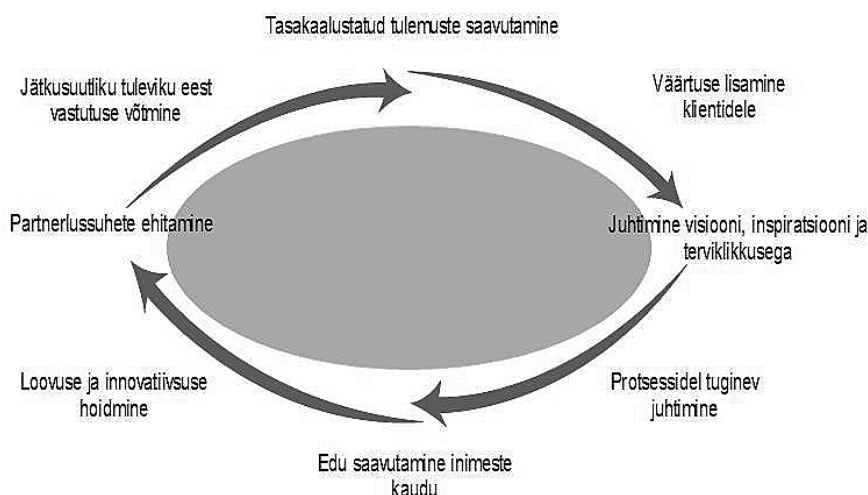 Tasakaalustatud tulemuste saavutamine
Jätkusuutliku tuleviku eest
vastutuse võtmine
Väärtuse lisamine
klientidele
Partnerlussuhete ehitamine
Juhtimine visiooni, inspiratsiooni ja
terviklikkusega
Loovuse ja innovatiivsuse
hoidmine
Protsessidel tuginev
juhtimine
Edu saavutamine inimeste
kaudu